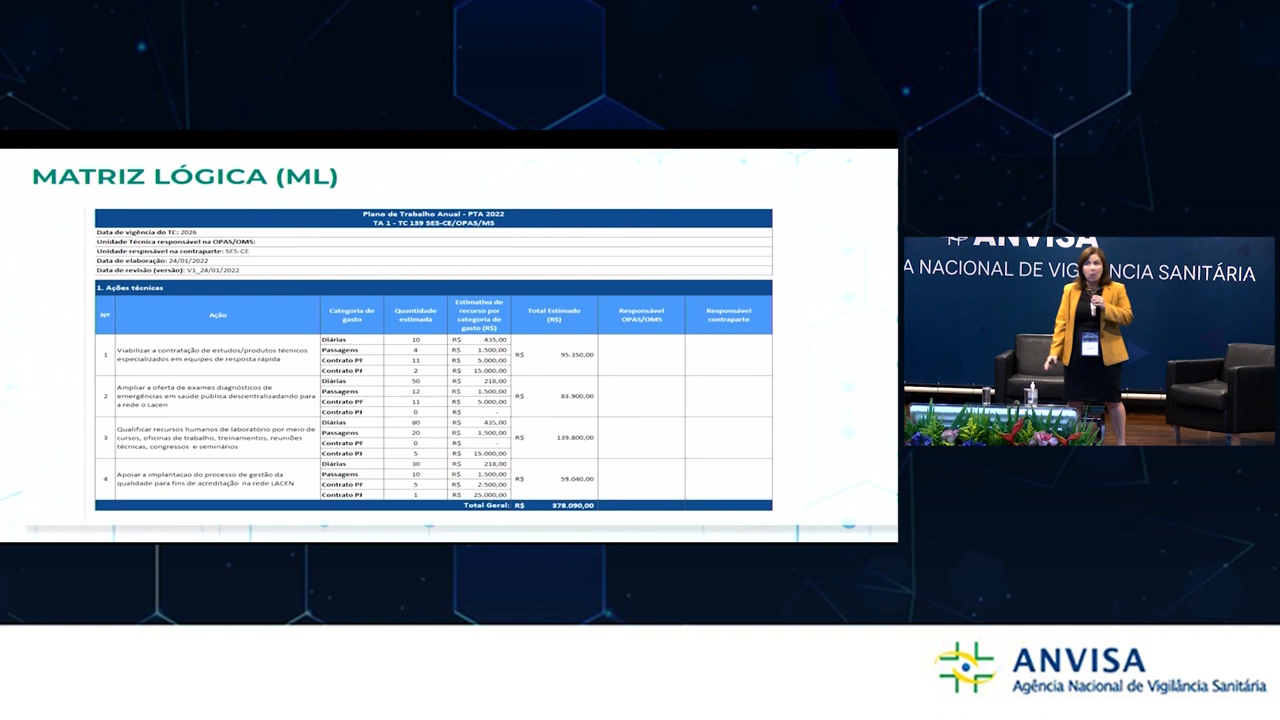 MATRIZ LÓGICA (ML)
Plano de Trabalho Anual - PTA 2022
TA 1 - TC 139 SES-CE/OPAS/MS
Data de vigência do TC: 2026
Unidade Técnica responsável na OPAS/OMS:
Unidade respnsável na contraparte: SES-CE
Data de elaboração: 24/01/2022
Data de revisão (versão): V1_24/01/2022
1. Ações técnicas
Nº Ação Categoria de gasto Quantidade estimada Estimativa de recurso por categoria de gasto (R$) Total Estimado (R$) Responsável OPAS/OMS Responsável contraparte
1 Viabilizar a contratação de estudos/produtos técnicos especializados em equipes de resposta rápida R$ 95.350,00
Diárias 10 R$ 435,00
Passagens 4 R$ 1.500,00
Contrato PF 11 R$ 5.000,00
Contrato PJ 2 R$ 15.000,00
2 Ampliar a oferta de exames diagnósticos de emergências em saúde pública descentralizandando para a rede o Lacen R$ 83.900,00
Diárias 50 R$ 218,00
Passagens 12 R$ 1.500,00
Contrato PF 11 R$ 5.000,00
Contrato PJ 0 R$ -
3 Qualificar recursos humanos de laboratório por meio de cursos, oficinas de trabalho, treinamentos, reuniões técnicas, congressos e seminários R$ 139.800,00
Diárias 80 R$ 435,00
Passagens 20 R$ 1.500,00
Contrato PF 0 R$ -
Contrato PJ 5 R$ 15.000,00
4 Apoiar a implantacao do processo de gestão da qualidade para fins de acreditação na rede LACEN R$ 59.040,00
Diárias 30 R$ 218,00
Passagens 10 R$ 1.500,00
Contrato PF 5 R$ 2.500,00
Contrato PJ 1 R$ 25.000,00
Total Geral: R$ 378.090,00
ANVISA
A NACIONAL DE VIGÊNCIA SANITÁRIA
ANVISA
Agência Nacional de Vigilância Sanitária